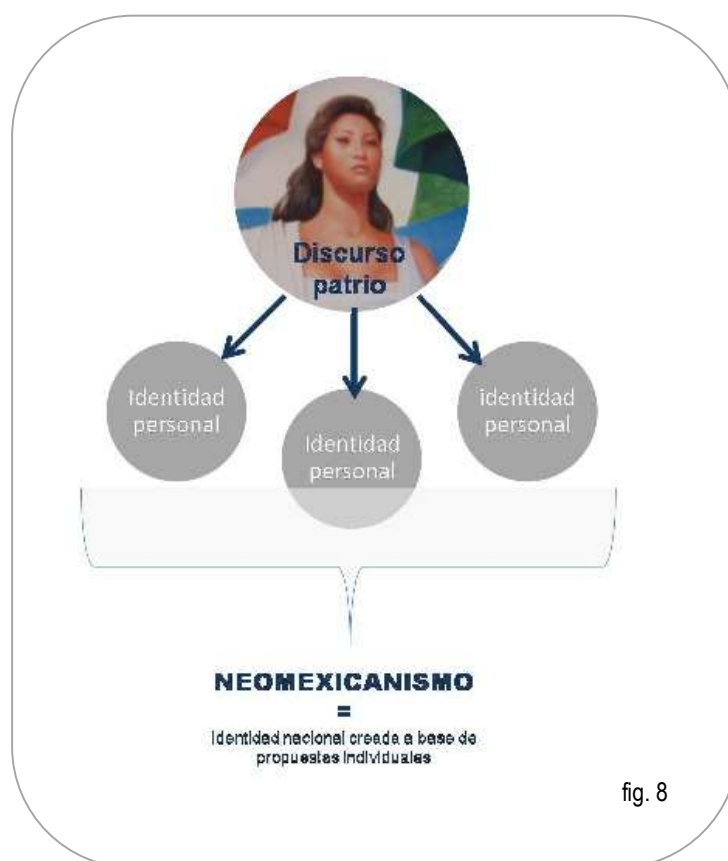 Discurso
patrio
Identidad
personal
Identidad
personal
identidad
personal
NEOMEXICANISMO
=
Identidad nacional creada a base de
propuestas individuales
fig. 8